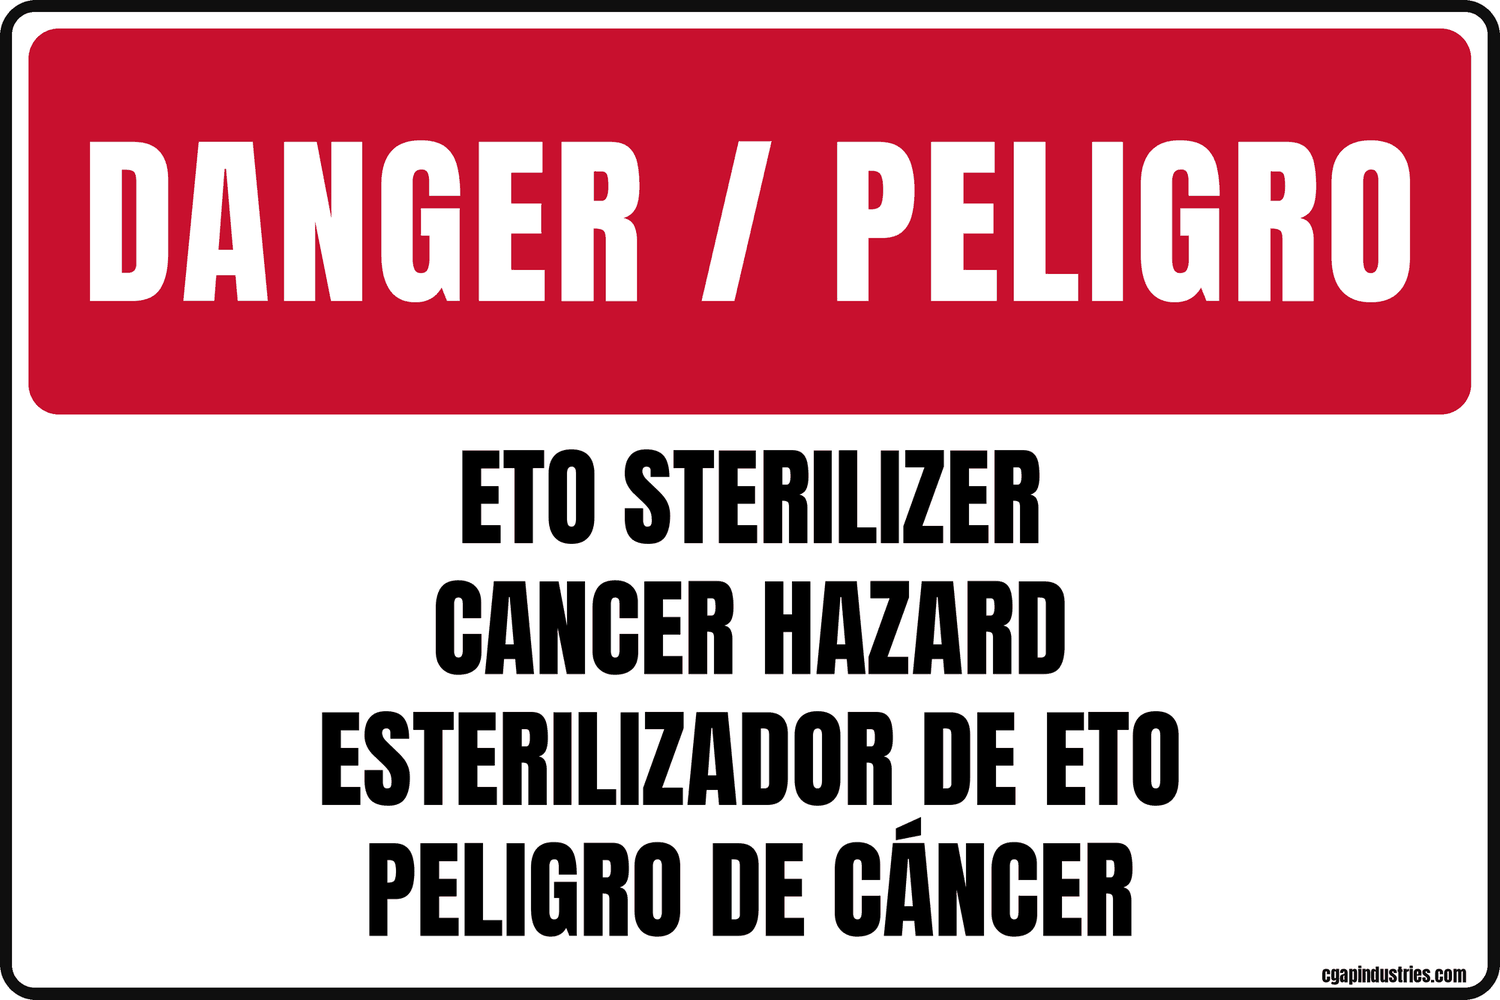 DANGER / PELIGRO
ETO STERILIZER
CANCER HAZARD
ESTERILIZADOR DE ETO
PELIGRO DE CÁNCER
cgapindustries.com